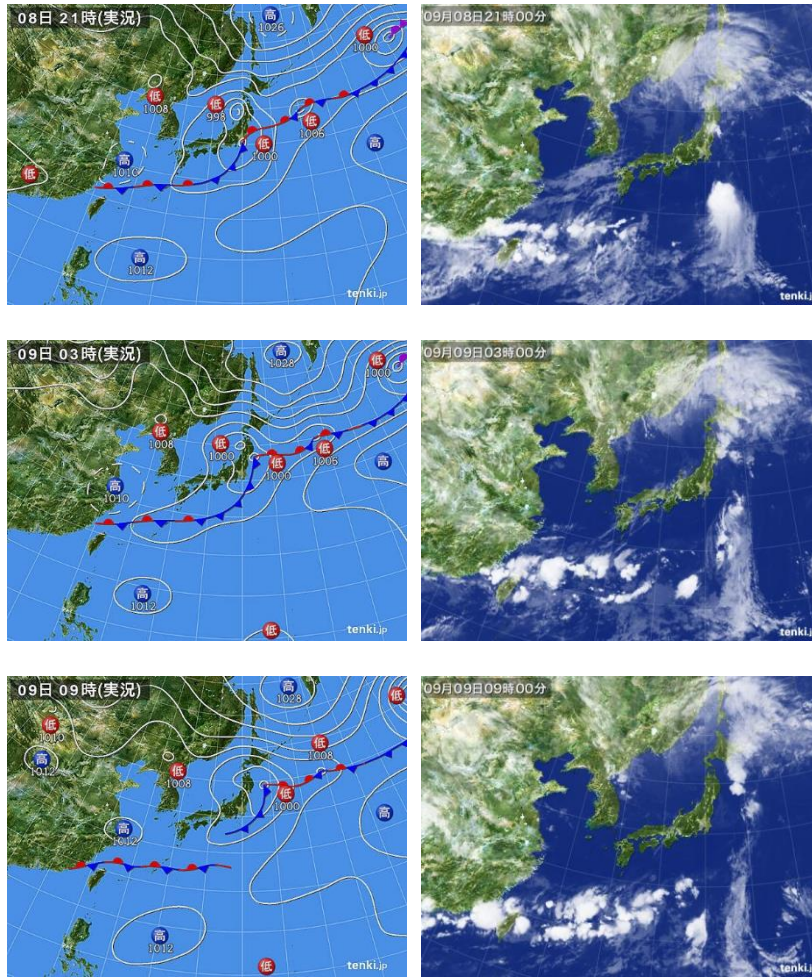 08日 21時(実況)
高
1026
低
1000
低
1008
低
998
低
1006
低
1000
高
高
1010
低
高
1012
tenki.jp
09月08日21時00分
tenki.jp
09日 03時(実況)
高
1028
低
1000
低
1008
低
1000
低
1006
低
1000
高
高
1010
高
1012
低
tenki.jp
09月09日03時00分
tenki.jp
09日 09時(実況)
高
1028
低
低
1010
高
1012
低
1008
低
1008
低
1000
高
高
1012
高
1012
低
tenki.jp
09月09日09時00分
tenki.jp